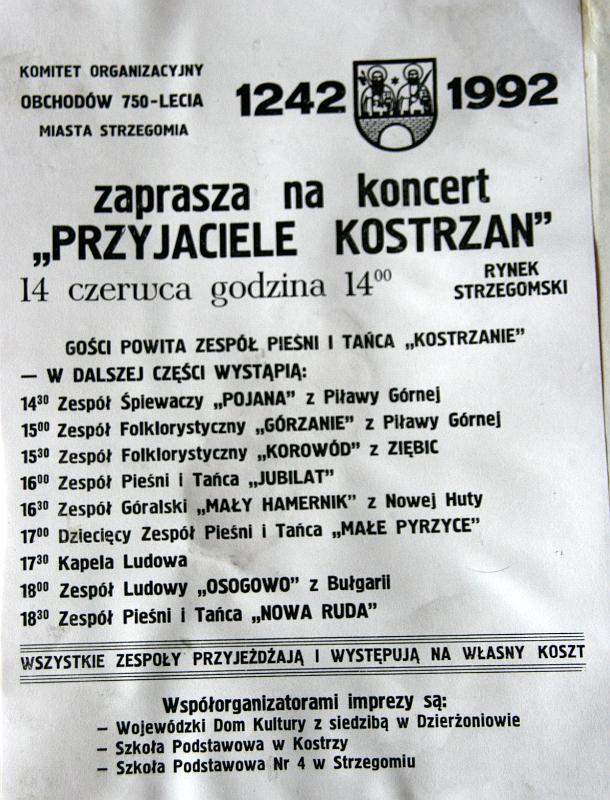 KOMITET ORGANIZACYJNY
OBCHODÓW 750-LECIA
MIASTA STRZEGOMIA
1242 1992
zaprasza na koncert
„PRZYJACIELE KOSTRZAN”
14 czerwca godzina 14⁰⁰
RYNEK
STRZEGOMSKI
GOŚCI POWITA ZESPÓŁ PIEŚNI I TAŃCA „KOSTRZANIE”
— W DALSZEJ CZĘŚCI WYSTĄPIĄ:
14³⁰ Zespół Śpiewaczy „POJANA” z Piławy Górnej
15⁰⁰ Zespół Folklorystyczny „GÓRZANIE” z Piławy Górnej
15³⁰ Zespół Folklorystyczny „KOROWÓD” z ZIĘBIC
16⁰⁰ Zespół Pieśni i Tańca „JUBILAT”
16³⁰ Zespół Góralski „MAŁY HAMERNIK” z Nowej Huty
17⁰⁰ Dziecięcy Zespół Pieśni i Tańca „MAŁE PYRZYCE”
17³⁰ Kapela Ludowa
18⁰⁰ Zespół Ludowy „OSOGOWO” z Bułgarii
18³⁰ Zespół Pieśni i Tańca „NOWA RUDA”
WSZYSTKIE ZESPOŁY PRZYJEŻDŻAJĄ I WYSTĘPUJĄ NA WŁASNY KOSZT
Współorganizatorami imprezy są:
— Wojewódzki Dom Kultury z siedzibą w Dzierżoniowie
— Szkoła Podstawowa w Kostrzy
— Szkoła Podstawowa Nr 4 w Strzegomiu